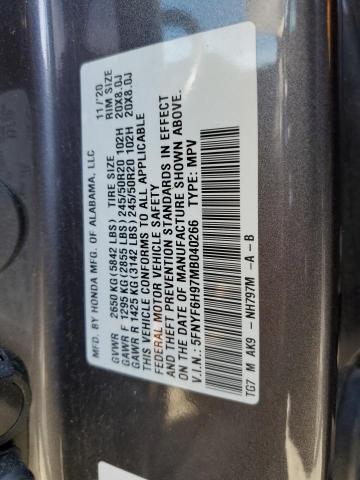 MFD. BY HONDA MFG. OF ALABAMA, LLC 11/20
TIRE SIZE RIM SIZE
GVWR 2650 KG (5842 LBS)
GAWR F 1295 KG (2855 LBS) 245/50R20 102H 20X8.0J
GAWR R 1425 KG (3142 LBS) 245/50R20 102H 20X8.0J
THIS VEHICLE CONFORMS TO ALL APPLICABLE
FEDERAL MOTOR VEHICLE SAFETY
AND THEFT PREVENTION STANDARDS IN EFFECT
ON THE DATE OF MANUFACTURE SHOWN ABOVE.
V.I.N.: 5FNYF6H97MB040266 TYPE: MPV
TG7 M AK9 - NH797M -A - B